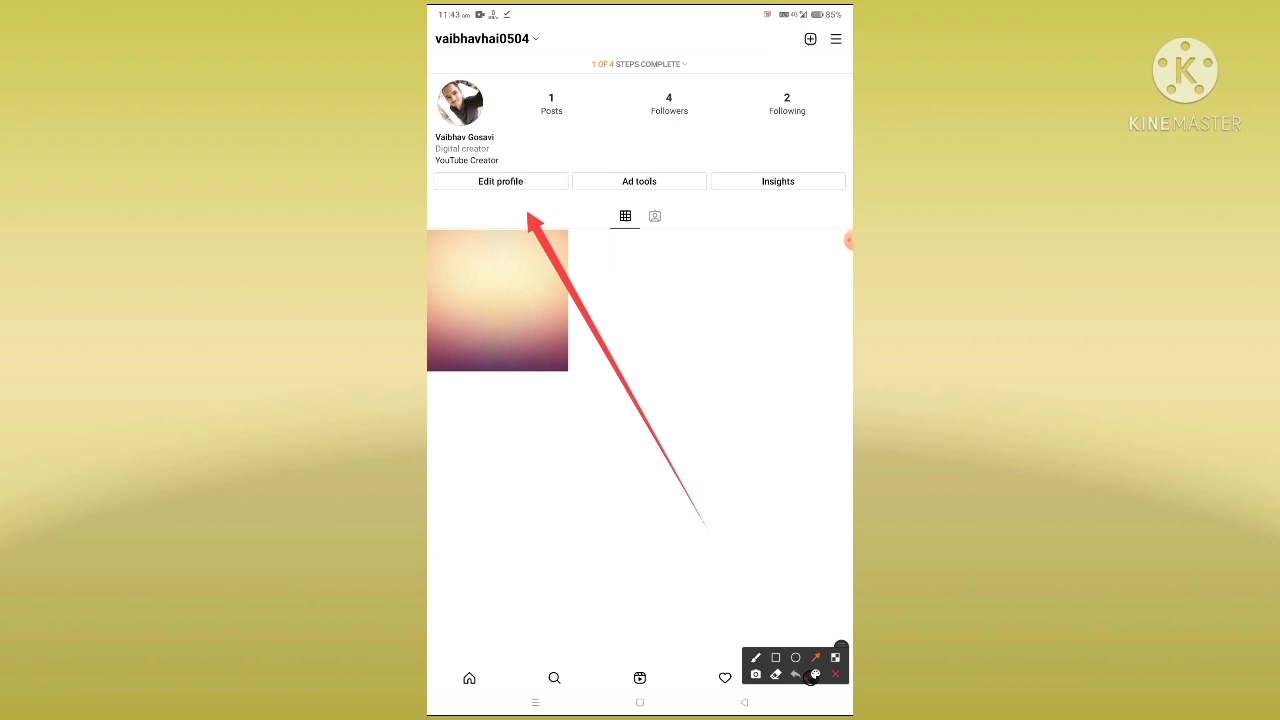 11:43 am 85%
vaibhavhai0504
1 OF 4 STEPS COMPLETE
1 4 2
Posts Followers Following
Vaibhav Gosavi
Digital creator
YouTube Creator
Edit profile Ad tools Insights
K
KINEMASTER